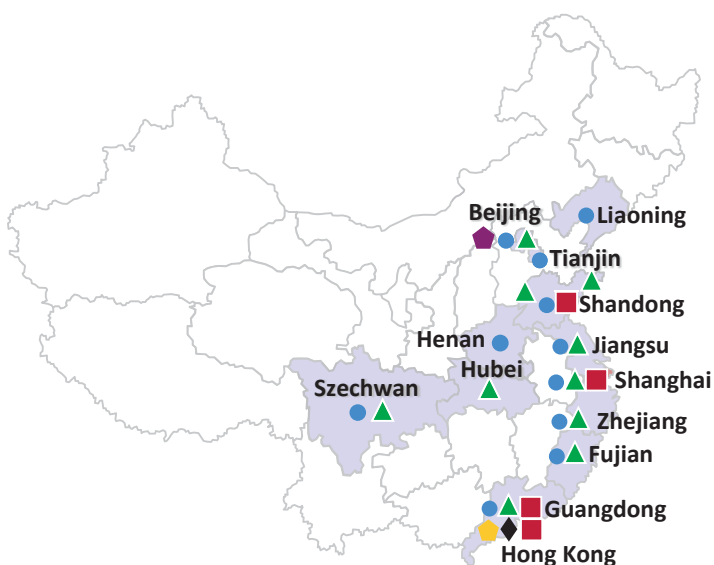 Beijing
Liaoning
Tianjin
Shandong
Henan
Jiangsu
Hubei
Shanghai
Szechwan
Zhejiang
Fujian
Guangdong
Hong Kong